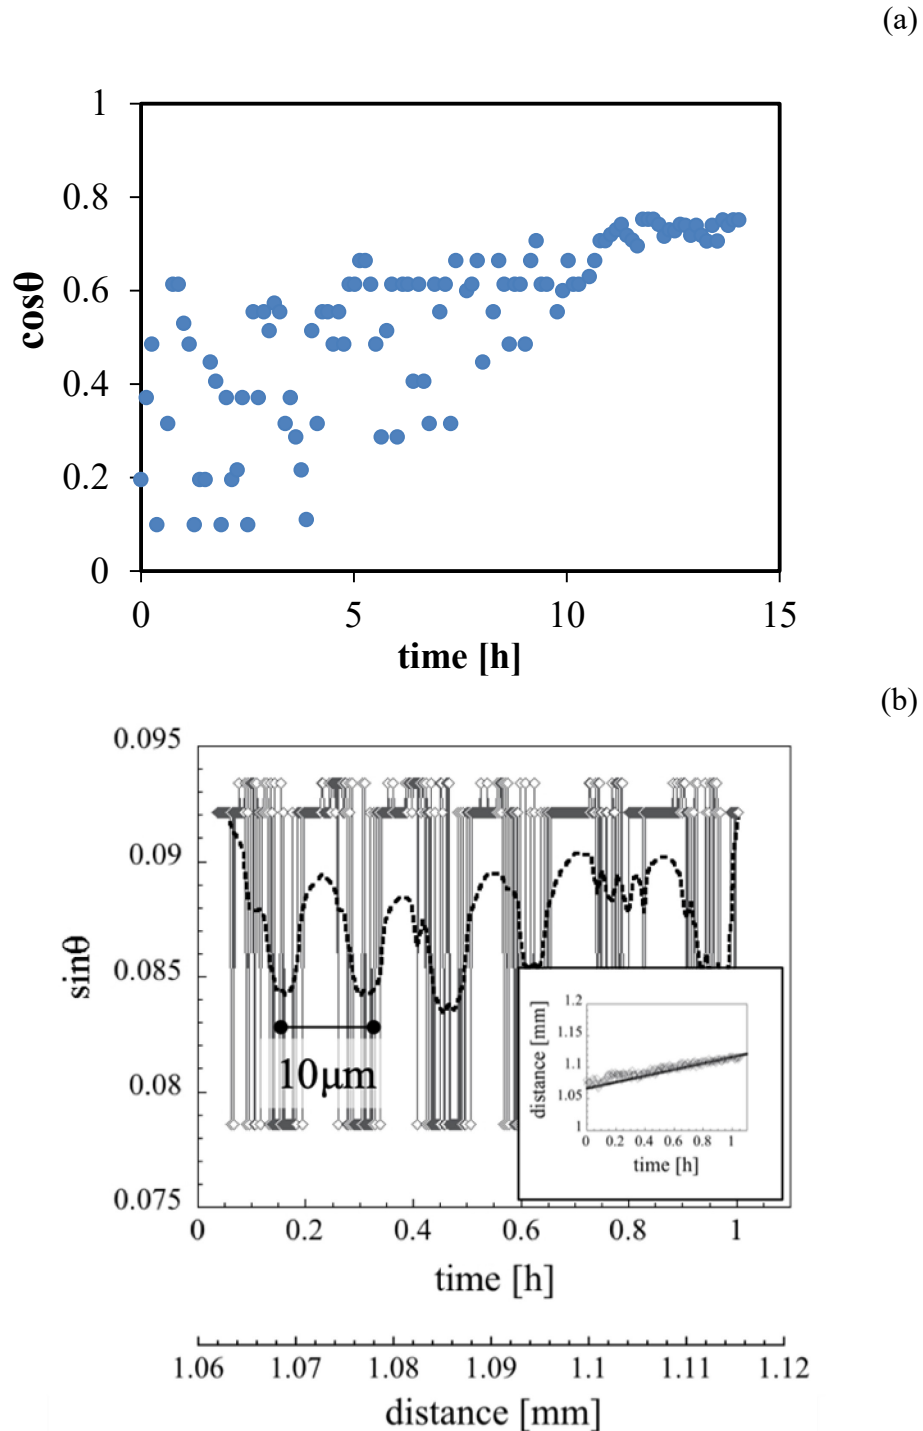 (a)
1
0.8
0.6
0.4
0.2
0
cosθ
0 5 10 15
time [h]
(b)
0.095
0.09
0.085
0.08
0.075
sinθ
10μm
1.2
1.15
1.1
1.05
1
distance [mm]
0 0.2 0.4 0.6 0.8 1
time [h]
0 0.2 0.4 0.6 0.8 1
time [h]
1.06 1.07 1.08 1.09 1.1 1.11 1.12
distance [mm]